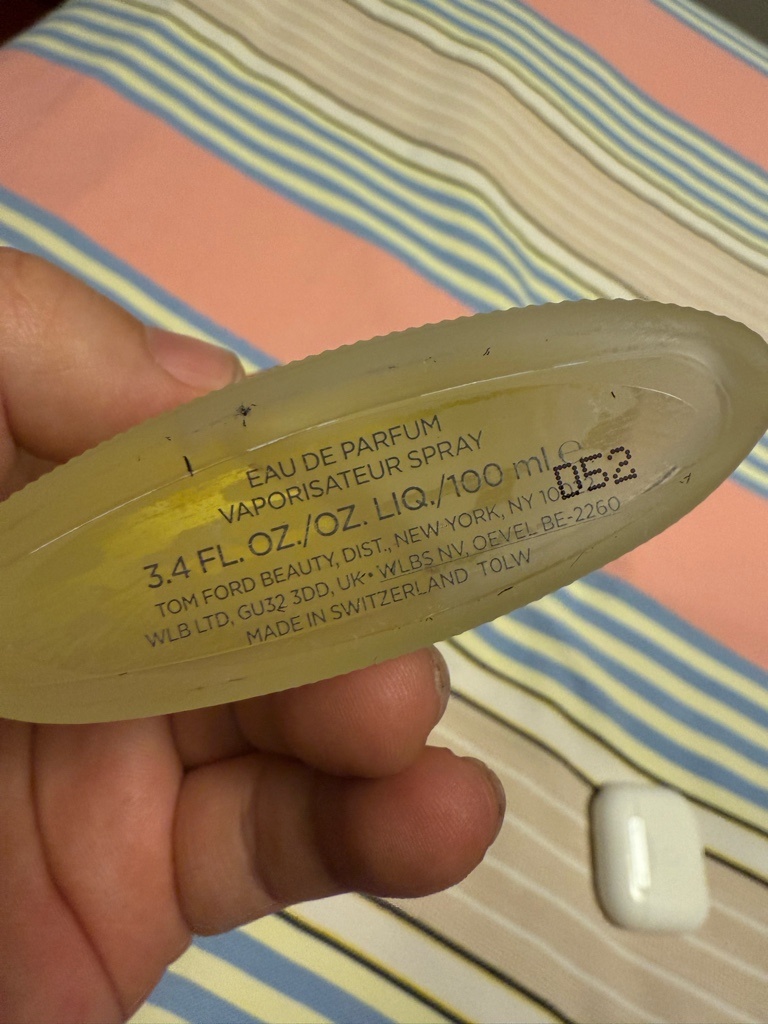 EAU DE PARFUM
VAPORISATEUR SPRAY
3.4 FL. OZ./OZ. LIQ./100 ml ℮
TOM FORD BEAUTY, DIST., NEW YORK, NY
WLB LTD, GU32 3DD, UK• WLBS NV, OEVEL BE-2260
MADE IN SWITZERLAND TOLW